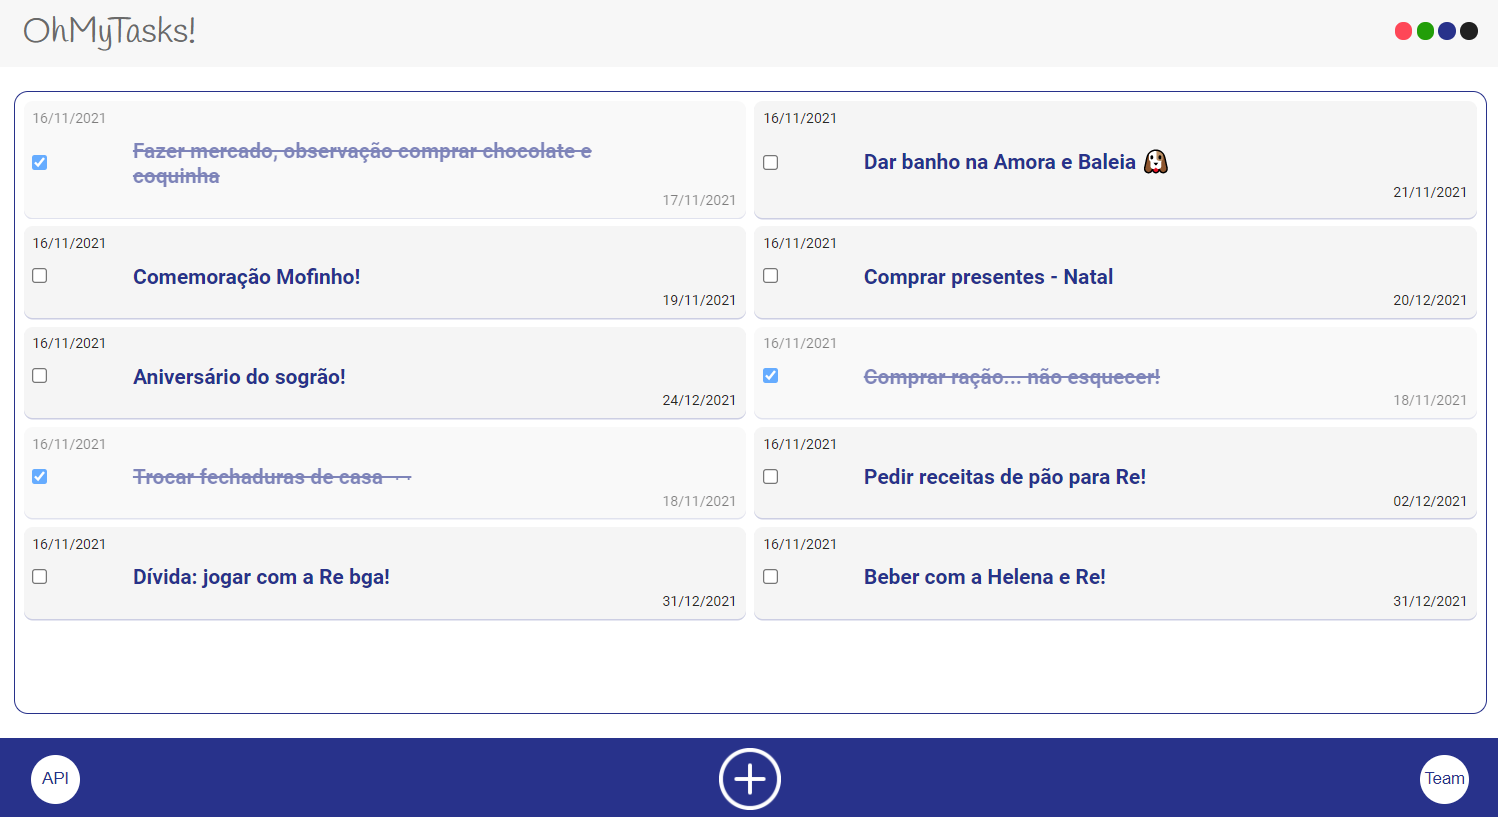 OhMyTasks!
16/11/2021
Fazer mercado, observação comprar chocolate e
coquinha
17/11/2021
16/11/2021
Dar banho na Amora e Baleia
21/11/2021
16/11/2021
Comemoração Mofinho!
19/11/2021
16/11/2021
Comprar presentes - Natal
20/12/2021
16/11/2021
Aniversário do sogrão!
24/12/2021
16/11/2021
Comprar ração... não esquecer!
18/11/2021
16/11/2021
Trocar fechaduras de casa
18/11/2021
16/11/2021
Pedir receitas de pão para Re!
02/12/2021
16/11/2021
Dívida: jogar com a Re bga!
31/12/2021
16/11/2021
Beber com a Helena e Re!
31/12/2021
API
Team